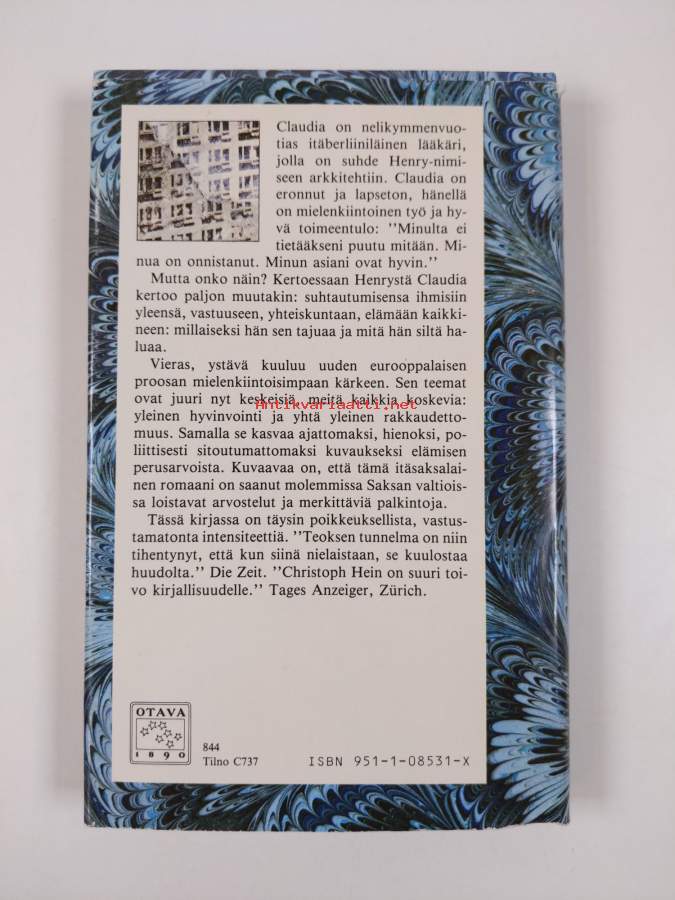 Claudia on nelikymmenvuo-
tias itäberliiniläinen lääkäri,
jolla on suhde Henry-nimi-
seen arkkitehtiin. Claudia on
eronnut ja lapseton, hänellä
on mielenkiintoinen työ ja hy-
vä toimeentulo: "Minulta ei
tietääkseni puutu mitään. Mi-
nua on onnistanut. Minun asiani ovat hyvin."
Mutta onko näin? Kertoessaan Henrystä Claudia
kertoo paljon muutakin: suhtautumisensa ihmisiin
yleensä, vastuuseen, yhteiskuntaan, elämään kaikki-
neen: millaiseksi hän sen tajuaa ja mitä hän siltä ha-
luaa.
Vieras, ystävä kuuluu uuden eurooppalaisen
proosan mielenkiintoisimpaan kärkeen. Sen teemat
ovat juuri nyt keskeisiä, meitä kaikkia koskevia:
Antikvariaatti.net
yleinen hyvinvointi ja yhtä yleinen rakkaudetto-
muus. Samalla se kasvaa ajattomaksi, hienoksi, po-
liittisesti sitoutumattomaksi kuvaukseksi elämisen
perusarvoista. Kuvaavaa on, että tämä itäsaksalai-
nen romaani on saanut molemmissa Saksan valtiois-
sa loistavat arvostelut ja merkittäviä palkintoja.
Tässä kirjassa on täysin poikkeuksellista, vastus-
tamatonta intensiteettiä. "Teoksen tunnelma on niin
tihentynyt, että kun siinä nielaistaan, se kuulostaa
huudolta." Die Zeit. "Christoph Hein on suuri toi-
vo kirjallisuudelle." Tages Anzeiger, Zürich.
OTAVA
1890
844
Tilno C737
ISBN 951-1-08531-X